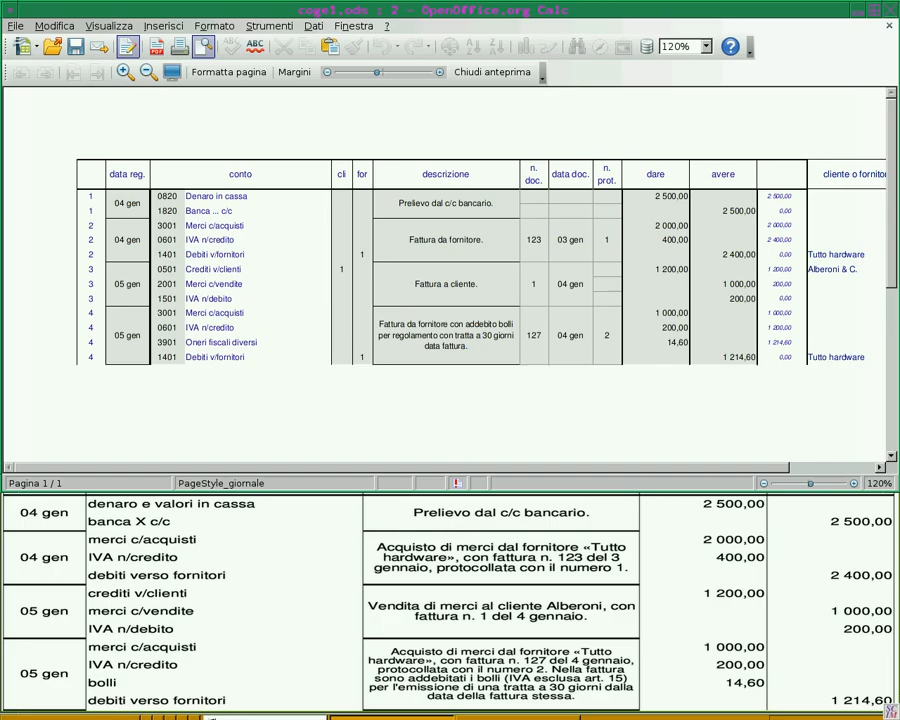 coge1.ods : 2 - OpenOffice.org Calc
File Modifica Visualizza Inserisci Formato Strumenti Dati Finestra ?
120%
Formatta pagina Margini Chiudi anteprima
data reg. conto cli for descrizione n. doc. data doc. n. prot. dare avere cliente o fornitor
1 04 gen 0820 Denaro in cassa Prelievo dal c/c bancario. 2 500,00 2 500,00
1 1820 Banca ... c/c 2 500,00 0,00
2 3001 Merci c/acquisti 2 000,00 2 000,00
2 04 gen 0601 IVA n/credito Fattura da fornitore. 123 03 gen 1 400,00 2 400,00
2 1401 Debiti v/fornitori 1 2 400,00 0,00 Tutto hardware
3 0501 Crediti v/clienti 1 1 200,00 1 200,00 Alberoni & C.
3 05 gen 2001 Merci c/vendite Fattura a cliente. 1 04 gen 1 000,00 200,00
3 1501 IVA n/debito 200,00 0,00
4 3001 Merci c/acquisti 1 000,00 1 000,00
4 05 gen 0601 IVA n/credito Fattura da fornitore con addebito bolli 200,00 1 200,00
4 3901 Oneri fiscali diversi per regolamento con tratta a 30 giorni 127 04 gen 2 14,60 1 214,60
data fattura.
4 1401 Debiti v/fornitori 1 1 214,60 0,00 Tutto hardware
Pagina 1 / 1 PageStyle_giornale 120%
04 gen denaro e valori in cassa Prelievo dal c/c bancario. 2 500,00
banca X c/c 2 500,00
merci c/acquisti 2 000,00
04 gen IVA n/credito Acquisto di merci dal fornitore «Tutto 400,00
hardware», con fattura n. 123 del 3
gennaio, protocollata con il numero 1.
debiti verso fornitori 2 400,00
crediti v/clienti 1 200,00
05 gen merci c/vendite Vendita di merci al cliente Alberoni, con 1 000,00
fattura n. 1 del 4 gennaio.
IVA n/debito 200,00
merci c/acquisti Acquisto di merci dal fornitore «Tutto 1 000,00
IVA n/credito hardware», con fattura n. 127 del 4 gennaio, 200,00
05 gen protocollata con il numero 2. Nella fattura
bolli sono addebitati i bolli (IVA esclusa art. 15) 14,60
per l'emissione di una tratta a 30 giorni dalla
debiti verso fornitori data della fattura stessa. 1 214,60